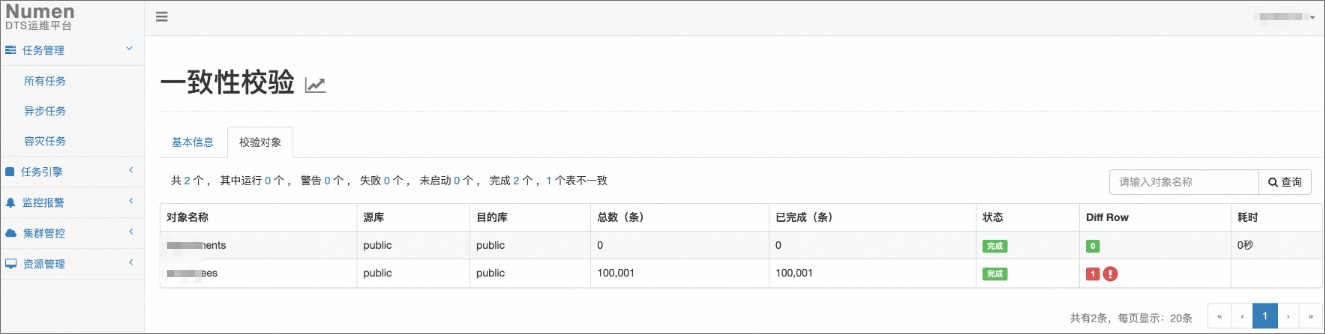 Numen
DTS运维平台
任务管理
所有任务
异步任务
容灾任务
任务引擎
监控报警
集群管控
资源管理
一致性校验
基本信息 校验对象
共 2 个 ， 其中运行 0 个 ， 警告 0 个 ， 失败 0 个 ， 未启动 0 个 ， 完成 2 个 ，1 个表不一致
请输入对象名称 查询
对象名称 源库 目的库 总数（条） 已完成（条） 状态 Diff Row 耗时
nents public public 0 0 完成 0 0秒
ees public public 100,001 100,001 完成 1
共有2条，每页显示：20条 « ‹ 1 › »